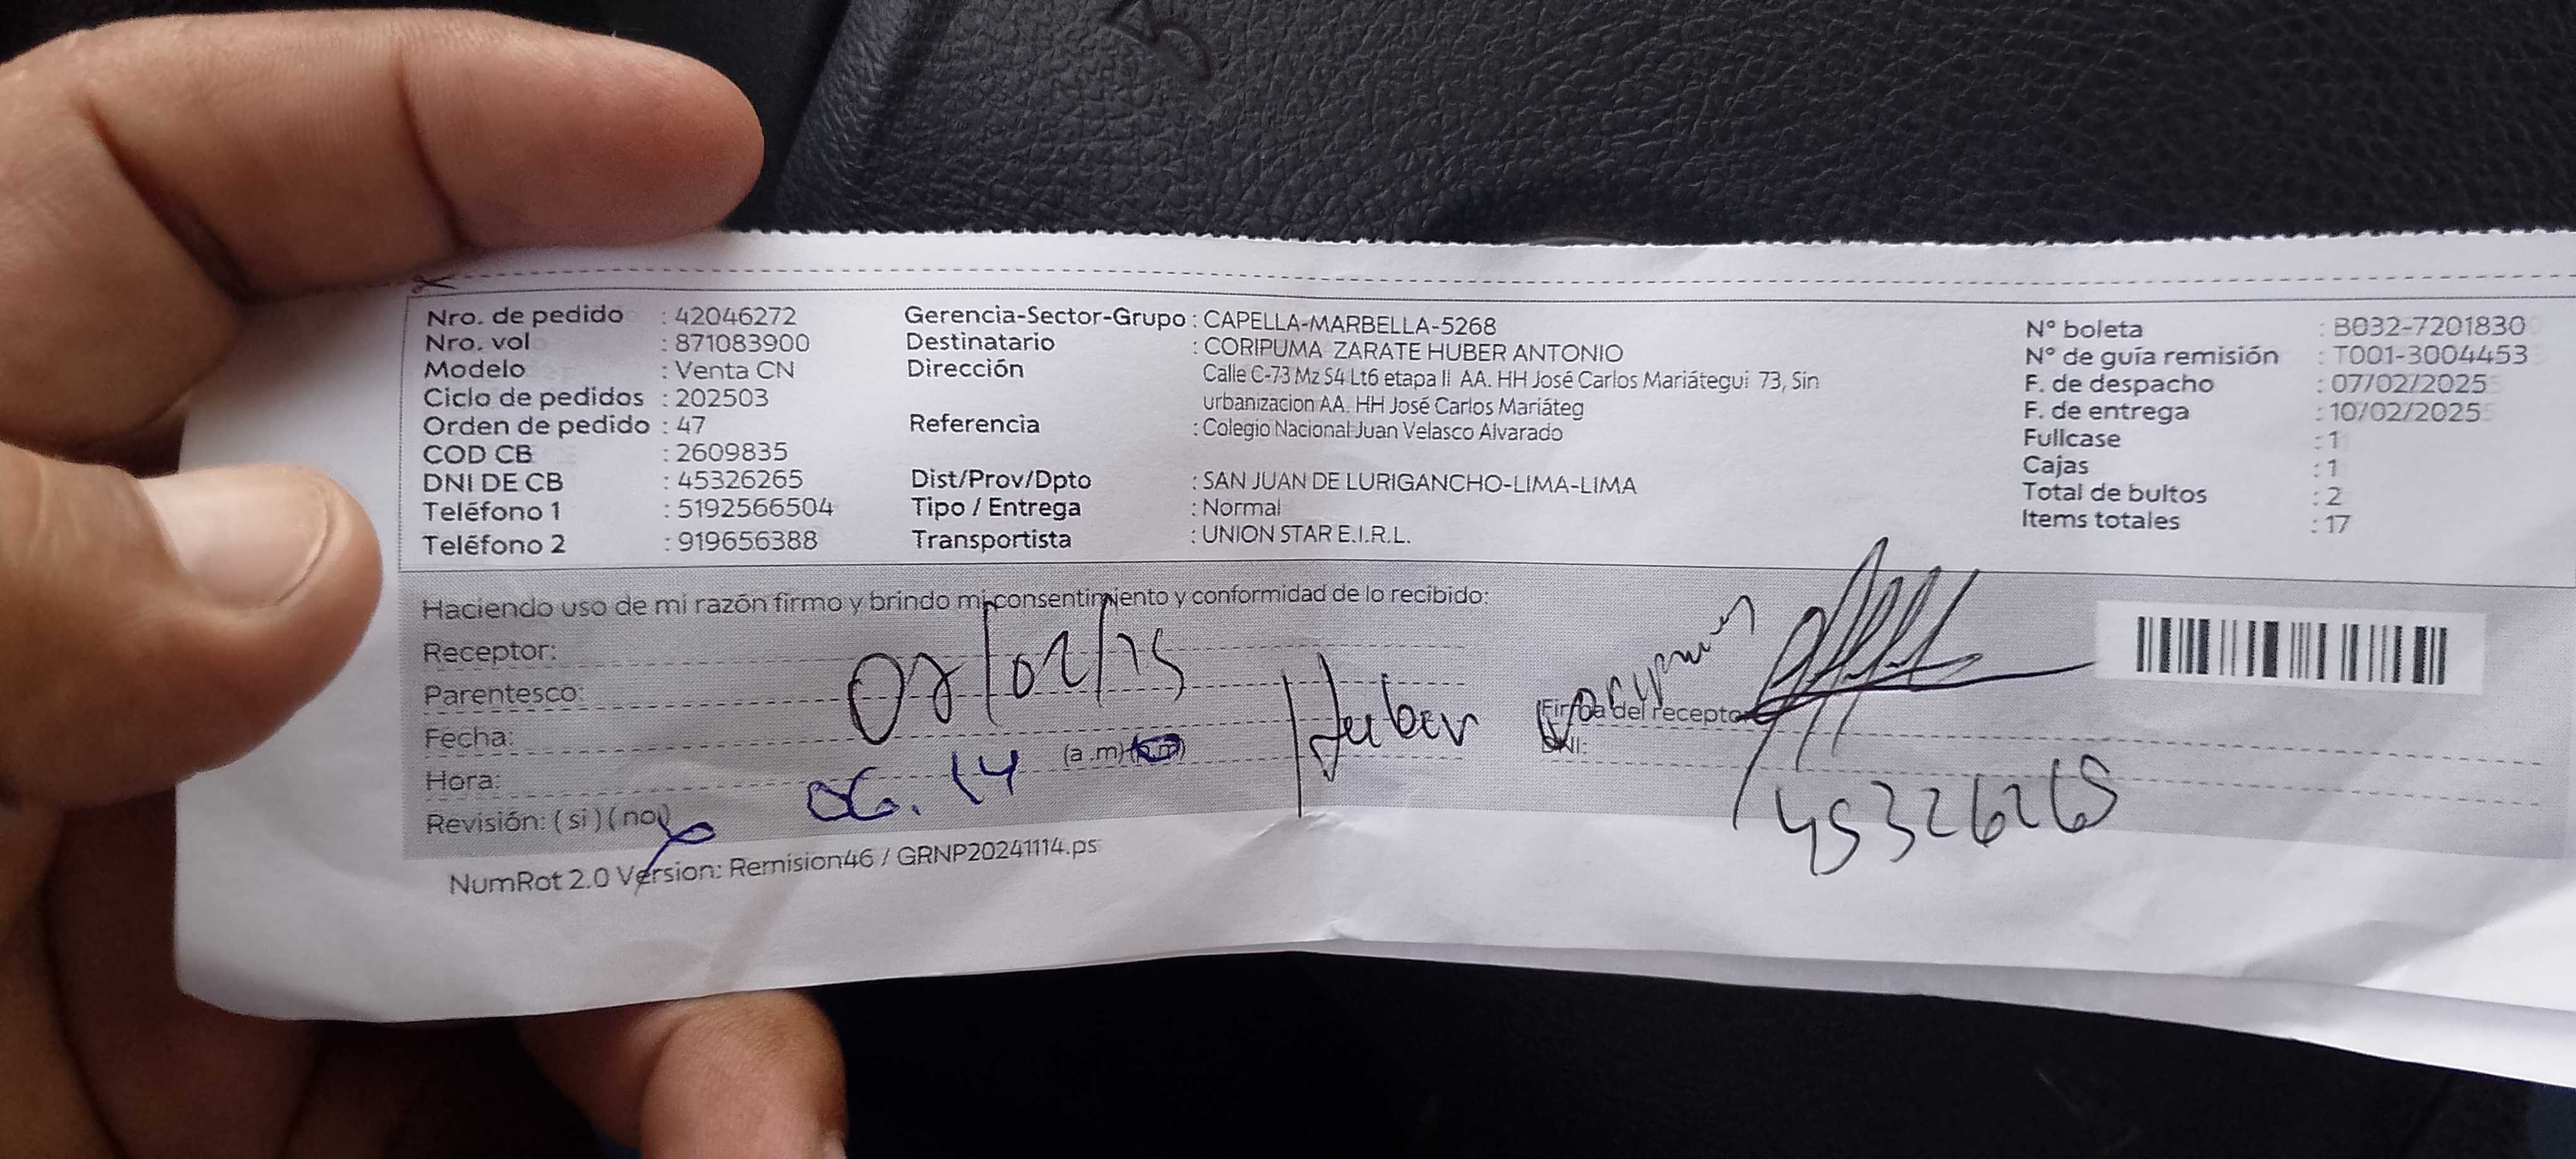 Nro. de pedido : 42046272
Nro. vol : 871083900
Modelo : Venta CN
Ciclo de pedidos : 202503
Orden de pedido : 47
COD CB : 2609835
DNI DE CB : 45326265
Teléfono 1 : 5192566504
Teléfono 2 : 919656388
Gerencia-Sector-Grupo : CAPELLA-MARBELLA-5268
Destinatario : CORIPUMA ZARATE HUBER ANTONIO
Dirección : Calle C-73 Mz S4 Lt6 etapa II AA. HH José Carlos Mariátegui 73, Sin
urbanizacion AA. HH José Carlos Mariáteg
Referencia : Colegio Nacional Juan Velasco Alvarado
Dist/Prov/Dpto : SAN JUAN DE LURIGANCHO-LIMA-LIMA
Tipo / Entrega : Normal
Transportista : UNION STAR E.I.R.L.
N° boleta : B032-7201830
N° de guía remisión : T001-3004453
F. de despacho : 07/02/2025
F. de entrega : 10/02/2025
Fullcase : 1
Cajas : 1
Total de bultos : 2
Items totales : 17
Haciendo uso de mi razón firmo y brindo mi consentimiento y conformidad de lo recibido:
Receptor:
Parentesco:
Fecha:
Hora: 06.14 (a.m)
Revisión: (si) (no)
Huber
Firma del receptor
DNI:
45326265
NumRot 2.0 Version: Remision46 / GRNP20241114.ps